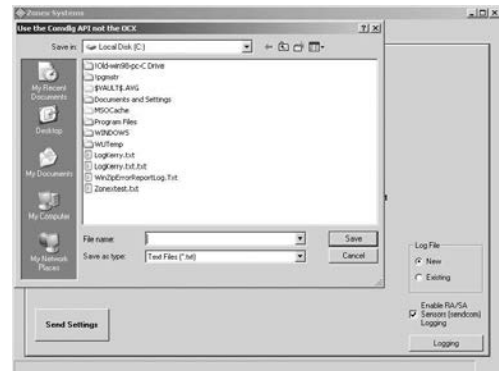 Zonex Systems
Use the Comdlg API not the OCX
Save in: Local Disk (C:)
My Recent Documents
Desktop
My Documents
My Computer
My Network Places
!Old-win98-pc-C Drive
!pgmstr
$VAULT$.AVG
Documents and Settings
MSOCache
Program Files
WINDOWS
WUTemp
LogKerry.txt
LogKerry.txt.txt
WinZipErrorReportLog.Txt
Zonextest.txt
File name:
Save
Save as type: Text Files (*.txt)
Cancel
Log File
New
Existing
Enable RA/SA
Sensors (sendcom)
Logging
Send Settings
Logging